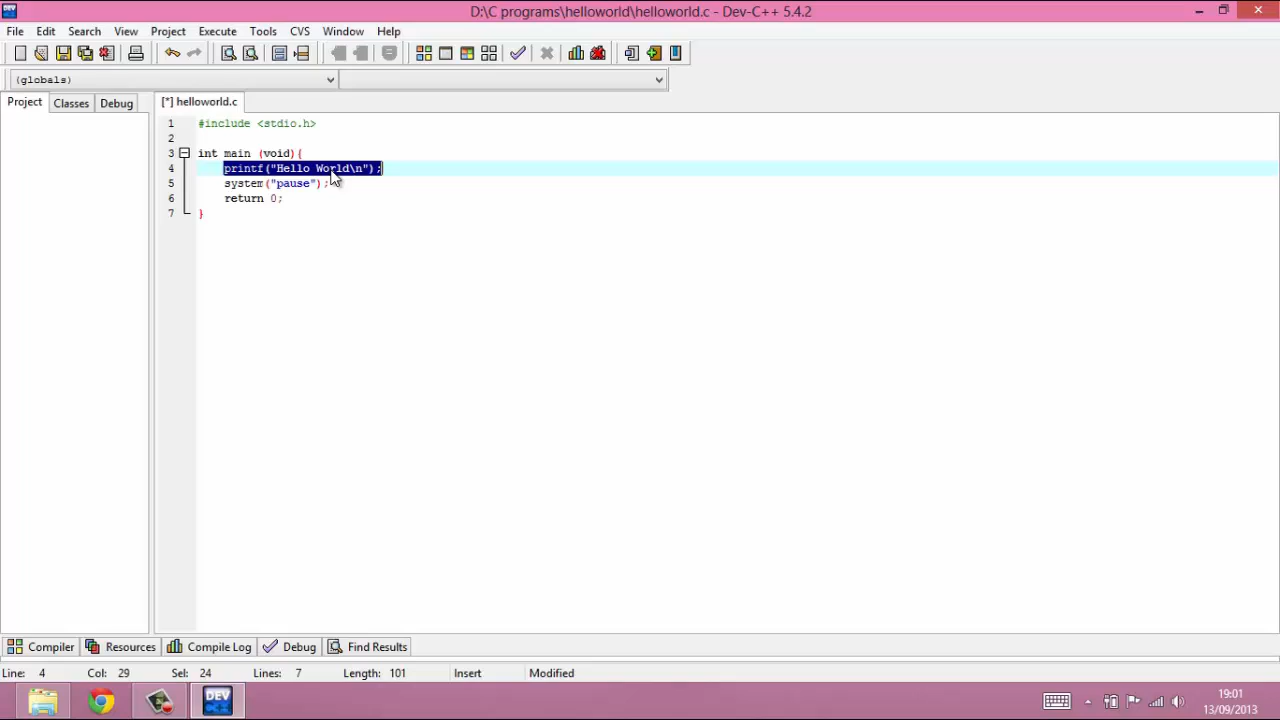 D:\C programs\helloworld\helloworld.c - Dev-C++ 5.4.2
File Edit Search View Project Execute Tools CVS Window Help
(globals)
Project Classes Debug [*] helloworld.c
1 #include <stdio.h>
2
3 int main (void){
4 printf("Hello World\n");
5 system("pause");
6 return 0;
7 }
Compiler Resources Compile Log Debug Find Results
Line: 4 Col: 29 Sel: 24 Lines: 7 Length: 101 Insert Modified
DEV
19:01
13/09/2013